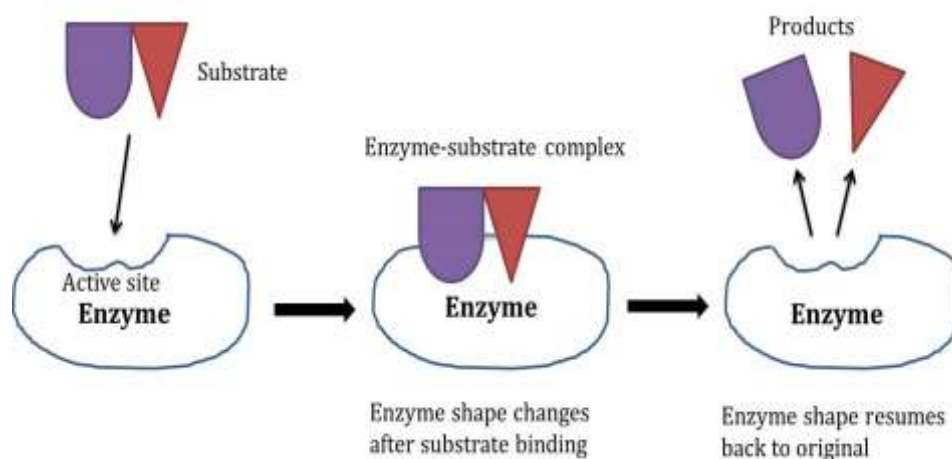 Substrate
Active site
Enzyme
Enzyme-substrate complex
Enzyme
Enzyme shape changes
after substrate binding
Products
Enzyme
Enzyme shape resumes
back to original